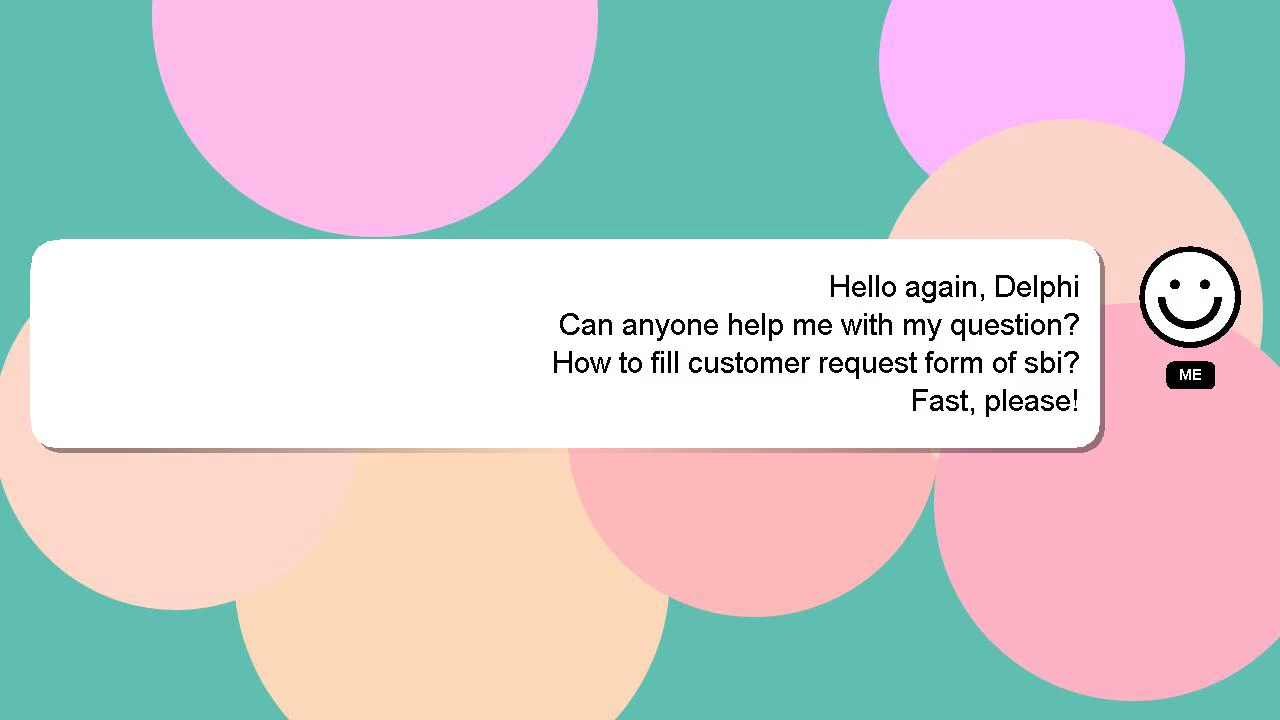 Hello again, Delphi
Can anyone help me with my question?
How to fill customer request form of sbi?
Fast, please!
ME